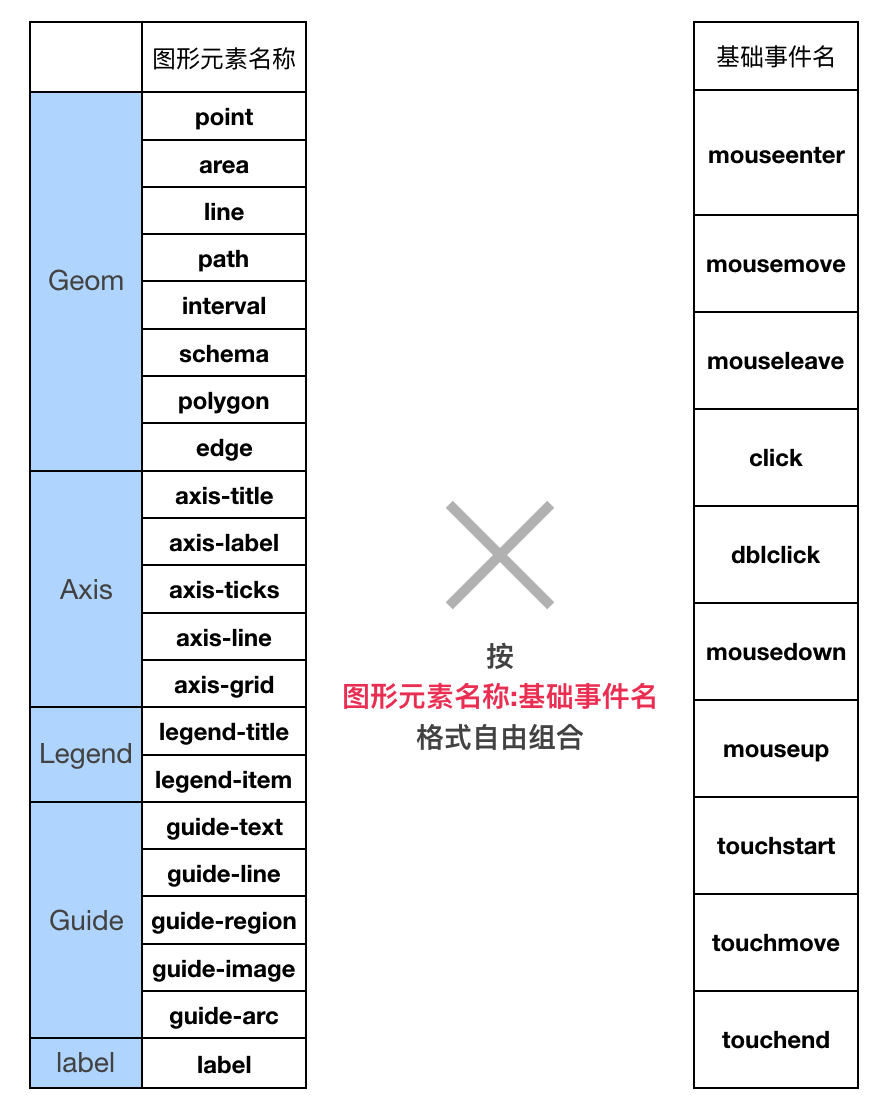 图形元素名称
Geom
point
area
line
path
interval
schema
polygon
edge
Axis
axis-title
axis-label
axis-ticks
axis-line
axis-grid
Legend
legend-title
legend-item
Guide
guide-text
guide-line
guide-region
guide-image
guide-arc
label
label
按
图形元素名称:基础事件名
格式自由组合
基础事件名
mouseenter
mousemove
mouseleave
click
dblclick
mousedown
mouseup
touchstart
touchmove
touchend